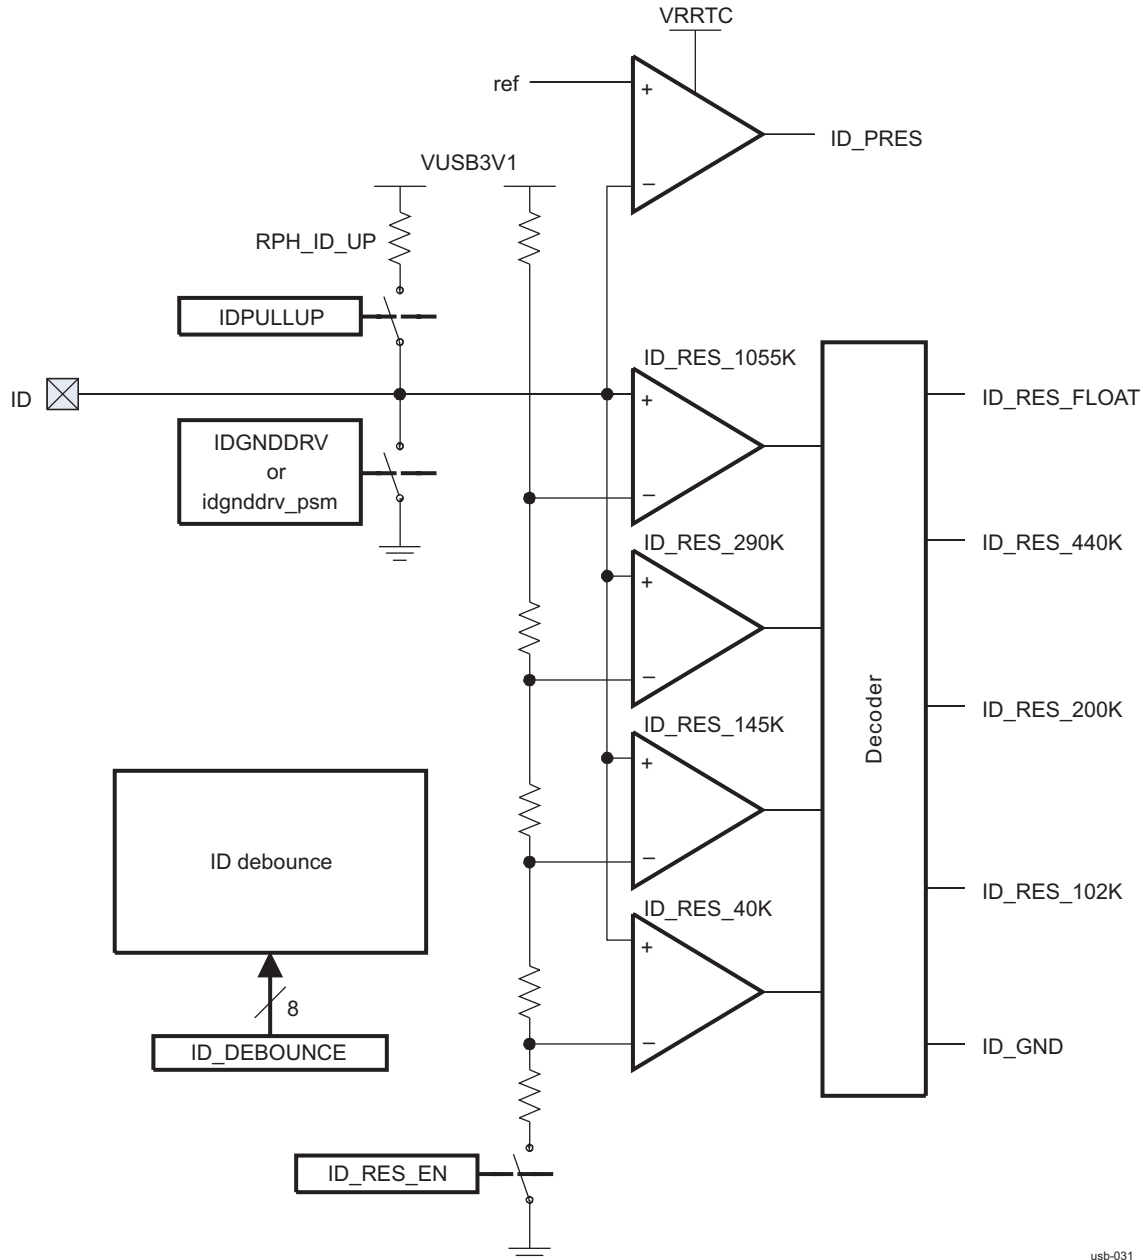 VRRTC
ref
+
−
ID_PRES
VUSB3V1
RPH_ID_UP
IDPULLUP
ID
IDGNDDRV
or
idgnddrv_psm
ID_RES_1055K
+
−
ID_RES_290K
+
−
ID_RES_145K
+
−
ID_RES_40K
+
−
Decoder
ID_RES_FLOAT
ID_RES_440K
ID_RES_200K
ID_RES_102K
ID_GND
ID debounce
8
ID_DEBOUNCE
ID_RES_EN
usb-031